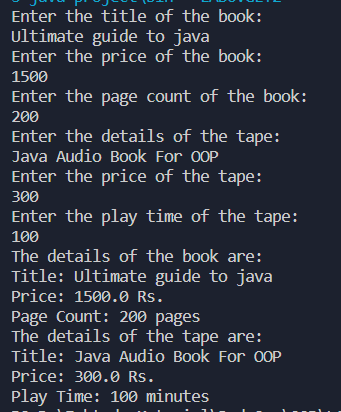 Enter the title of the book:
Ultimate guide to java
Enter the price of the book:
1500
Enter the page count of the book:
200
Enter the details of the tape:
Java Audio Book For OOP
Enter the price of the tape:
300
Enter the play time of the tape:
100
The details of the book are:
Title: Ultimate guide to java
Price: 1500.0 Rs.
Page Count: 200 pages
The details of the tape are:
Title: Java Audio Book For OOP
Price: 300.0 Rs.
Play Time: 100 minutes